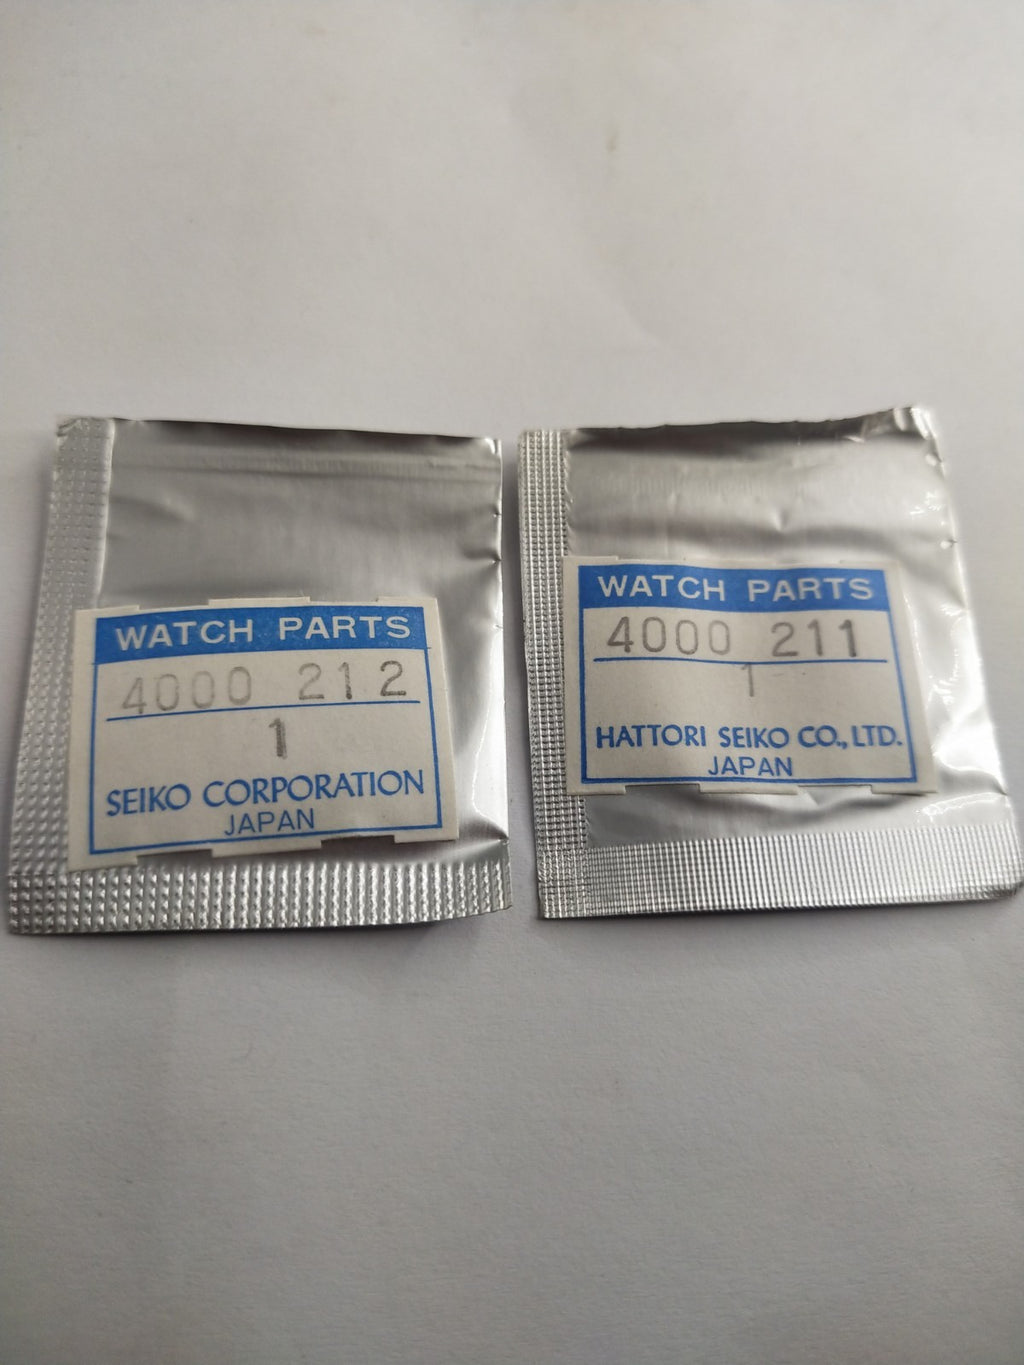 WATCH PARTS
4000 212
1
SEIKO CORPORATION
JAPAN
WATCH PARTS
4000 211
1
HATTORI SEIKO CO., LTD.
JAPAN